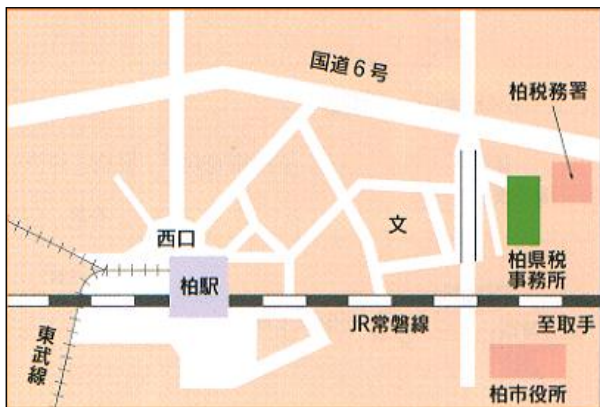 国道6号
柏税務署
西口
文
柏駅
柏県税
事務所
JR常磐線
至取手
東武線
柏市役所